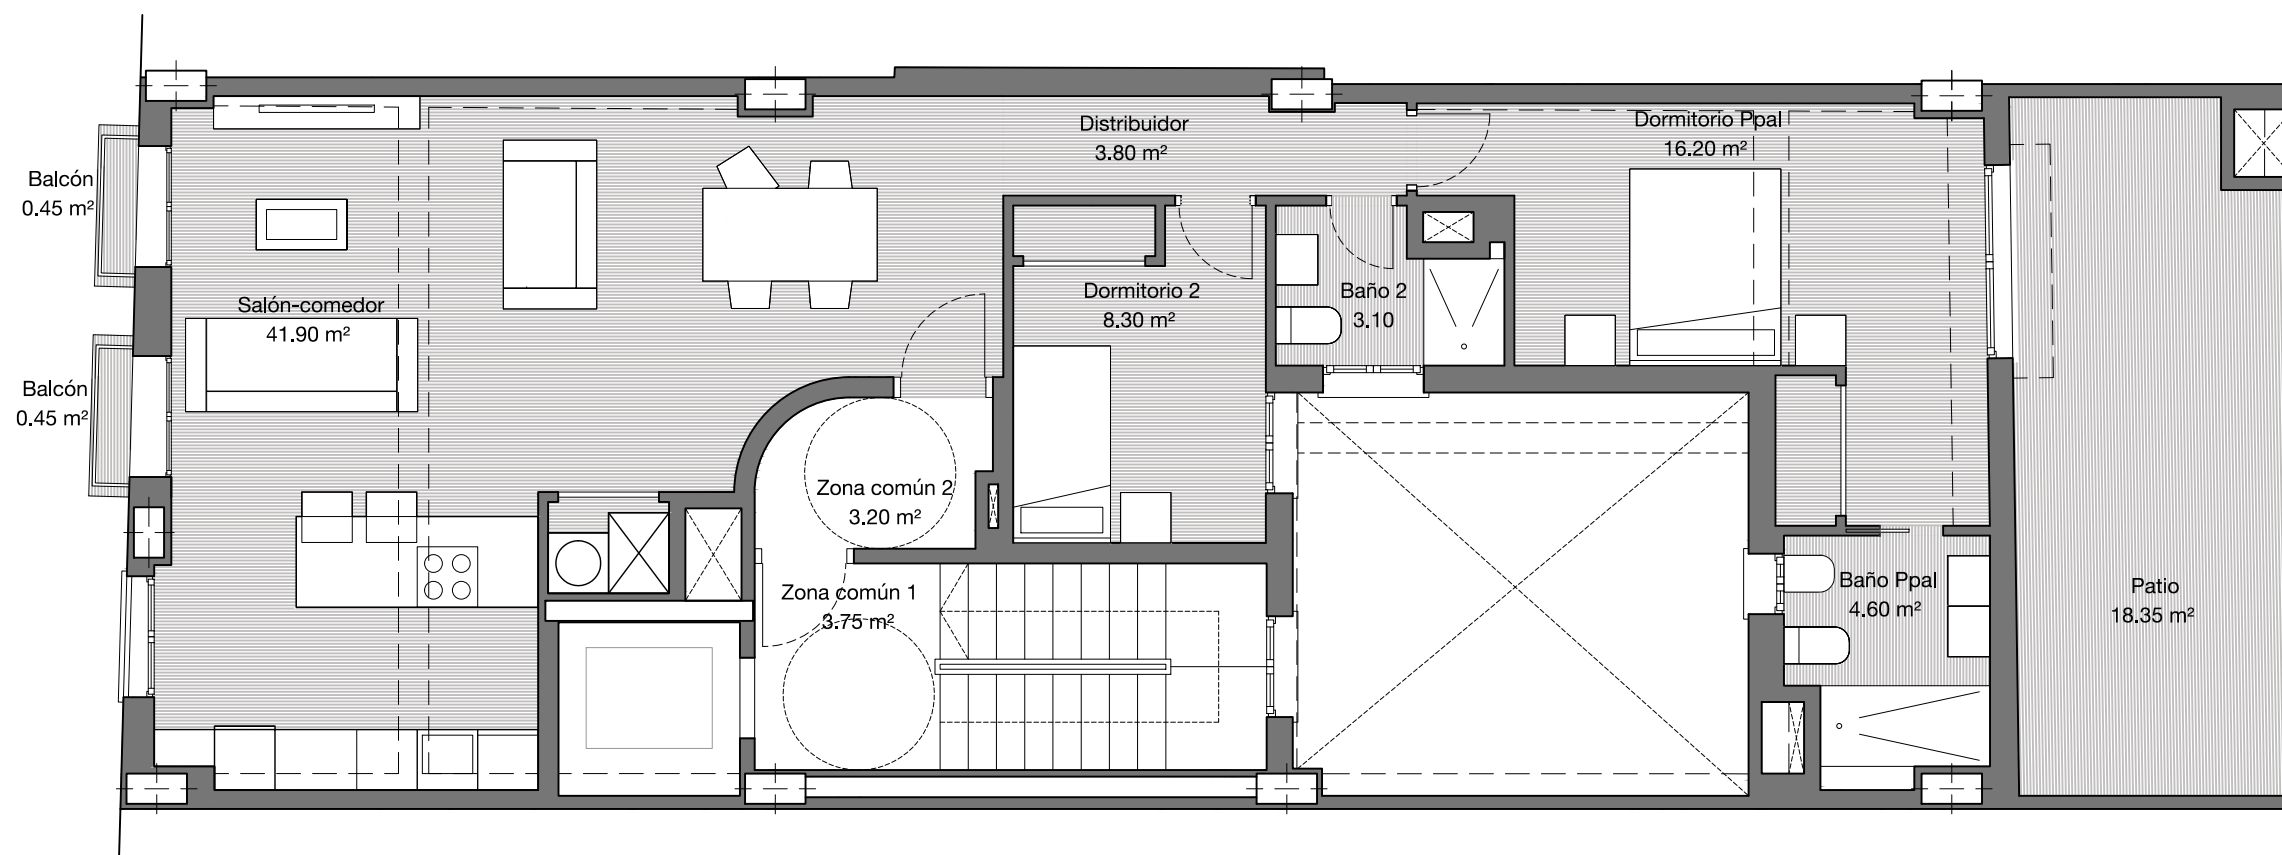 Distribuidor
3.80 m²
Dormitorio Ppal
16.20 m²
Balcón
0.45 m²
Salón-comedor
41.90 m²
Dormitorio 2
8.30 m²
Baño 2
3.10
Balcón
0.45 m²
Zona común 2
3.20 m²
Zona común 1
3.75 m²
Baño Ppal
4.60 m²
Patio
18.35 m²